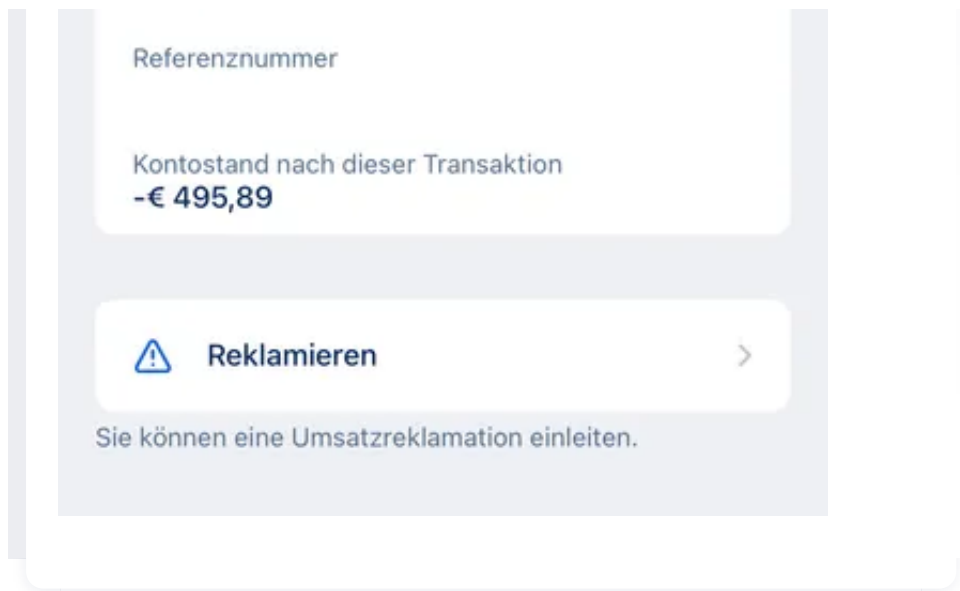 Referenznummer
Kontostand nach dieser Transaktion
-€ 495,89
Reklamieren
Sie können eine Umsatzreklamation einleiten.